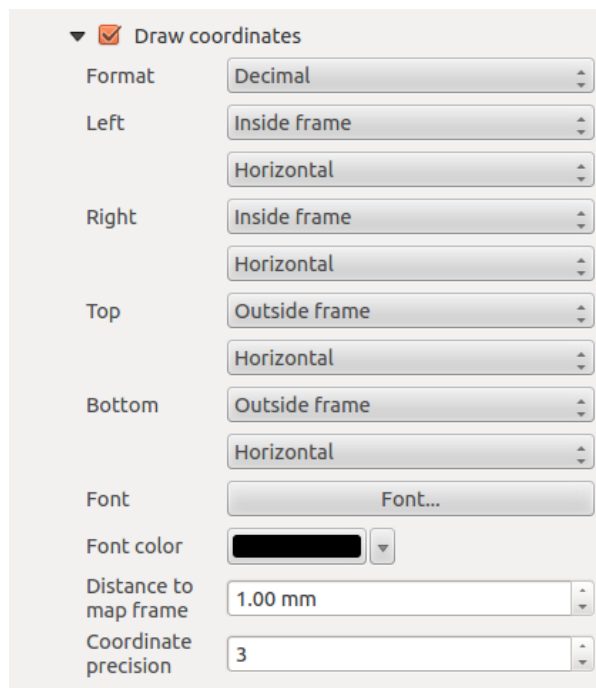 Draw coordinates
Format Decimal
Left Inside frame
Horizontal
Right Inside frame
Horizontal
Top Outside frame
Horizontal
Bottom Outside frame
Horizontal
Font Font...
Font color
Distance to
map frame 1.00 mm
Coordinate
precision 3